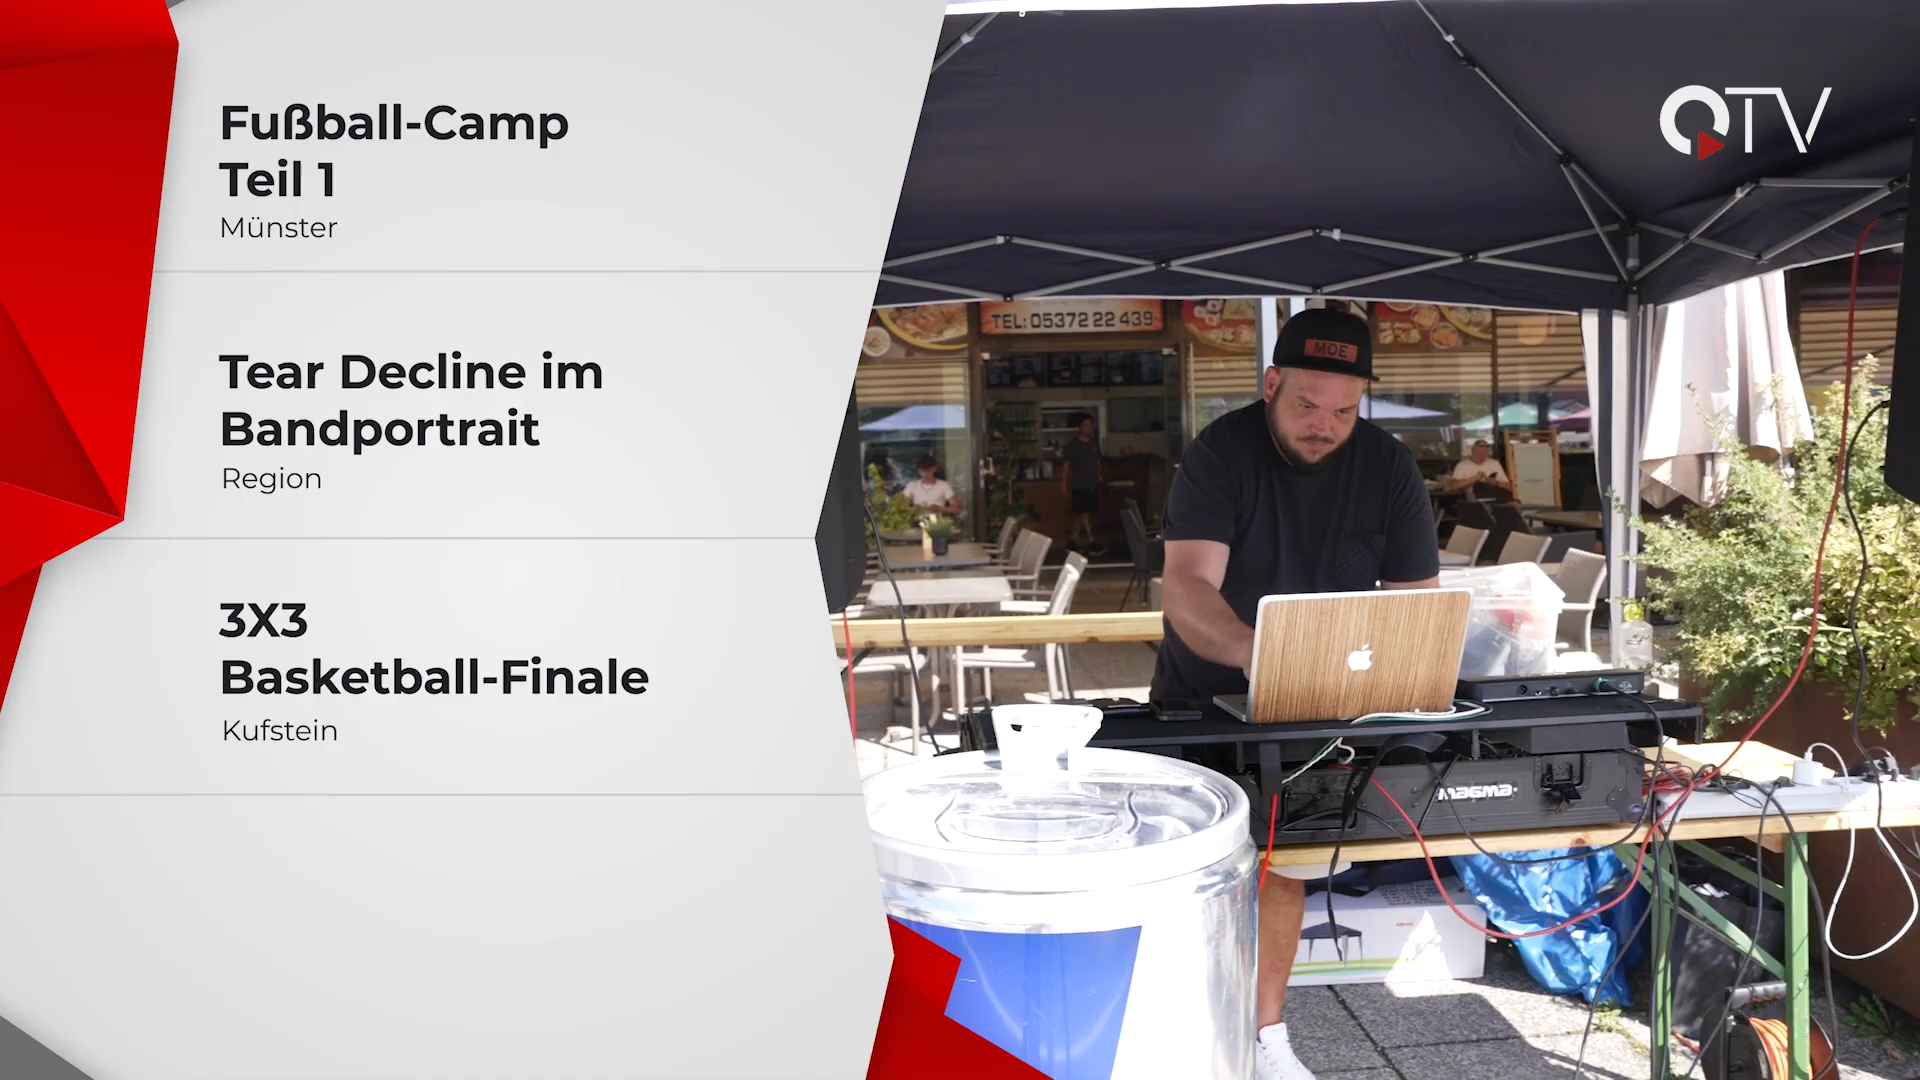 Fußball-Camp
Teil 1
Münster
Tear Decline im
Bandportrait
Region
3X3
Basketball-Finale
Kufstein
QTV
TEL: 05372 22 439
MOE
MAGMA